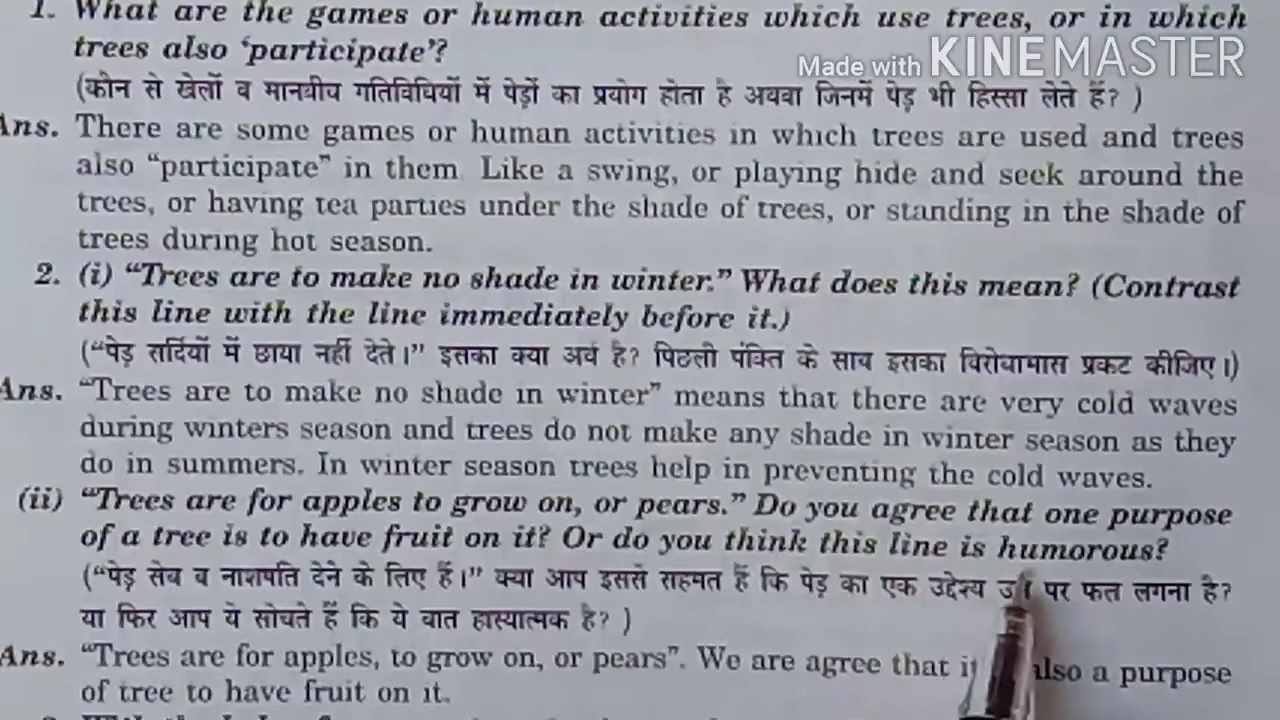 1. What are the games or human activities which use trees, or in which
trees also ‘participate’?
Made with KINEMASTER
(कौन से खेलों व मानवीय गतिविधियों में पेड़ों का प्रयोग होता है अथवा जिनमें पेड़ भी हिस्सा लेते हैं? )
Ans. There are some games or human activities in which trees are used and trees
also “participate” in them Like a swing, or playing hide and seek around the
trees, or having tea parties under the shade of trees, or standing in the shade of
trees during hot season.
2. (i) “Trees are to make no shade in winter.” What does this mean? (Contrast
this line with the line immediately before it.)
(“पेड़ सर्दियों में छाया नहीं देते।” इसका क्या अर्थ है? पिछली पंक्ति के साथ इसका विरोधाभास प्रकट कीजिए।)
Ans. “Trees are to make no shade in winter” means that there are very cold waves
during winters season and trees do not make any shade in winter season as they
do in summers. In winter season trees help in preventing the cold waves.
(ii) “Trees are for apples to grow on, or pears.” Do you agree that one purpose
of a tree is to have fruit on it? Or do you think this line is humorous?
(“पेड़ सेब व नाशपति देने के लिए हैं।” क्या आप इससे सहमत हैं कि पेड़ का एक उद्देश्य पर फल लगना है?
या फिर आप ये सोचते हैं कि ये बात हास्यात्मक है? )
Ans. “Trees are for apples, to grow on, or pears”. We are agree that also a purpose
of tree to have fruit on it.